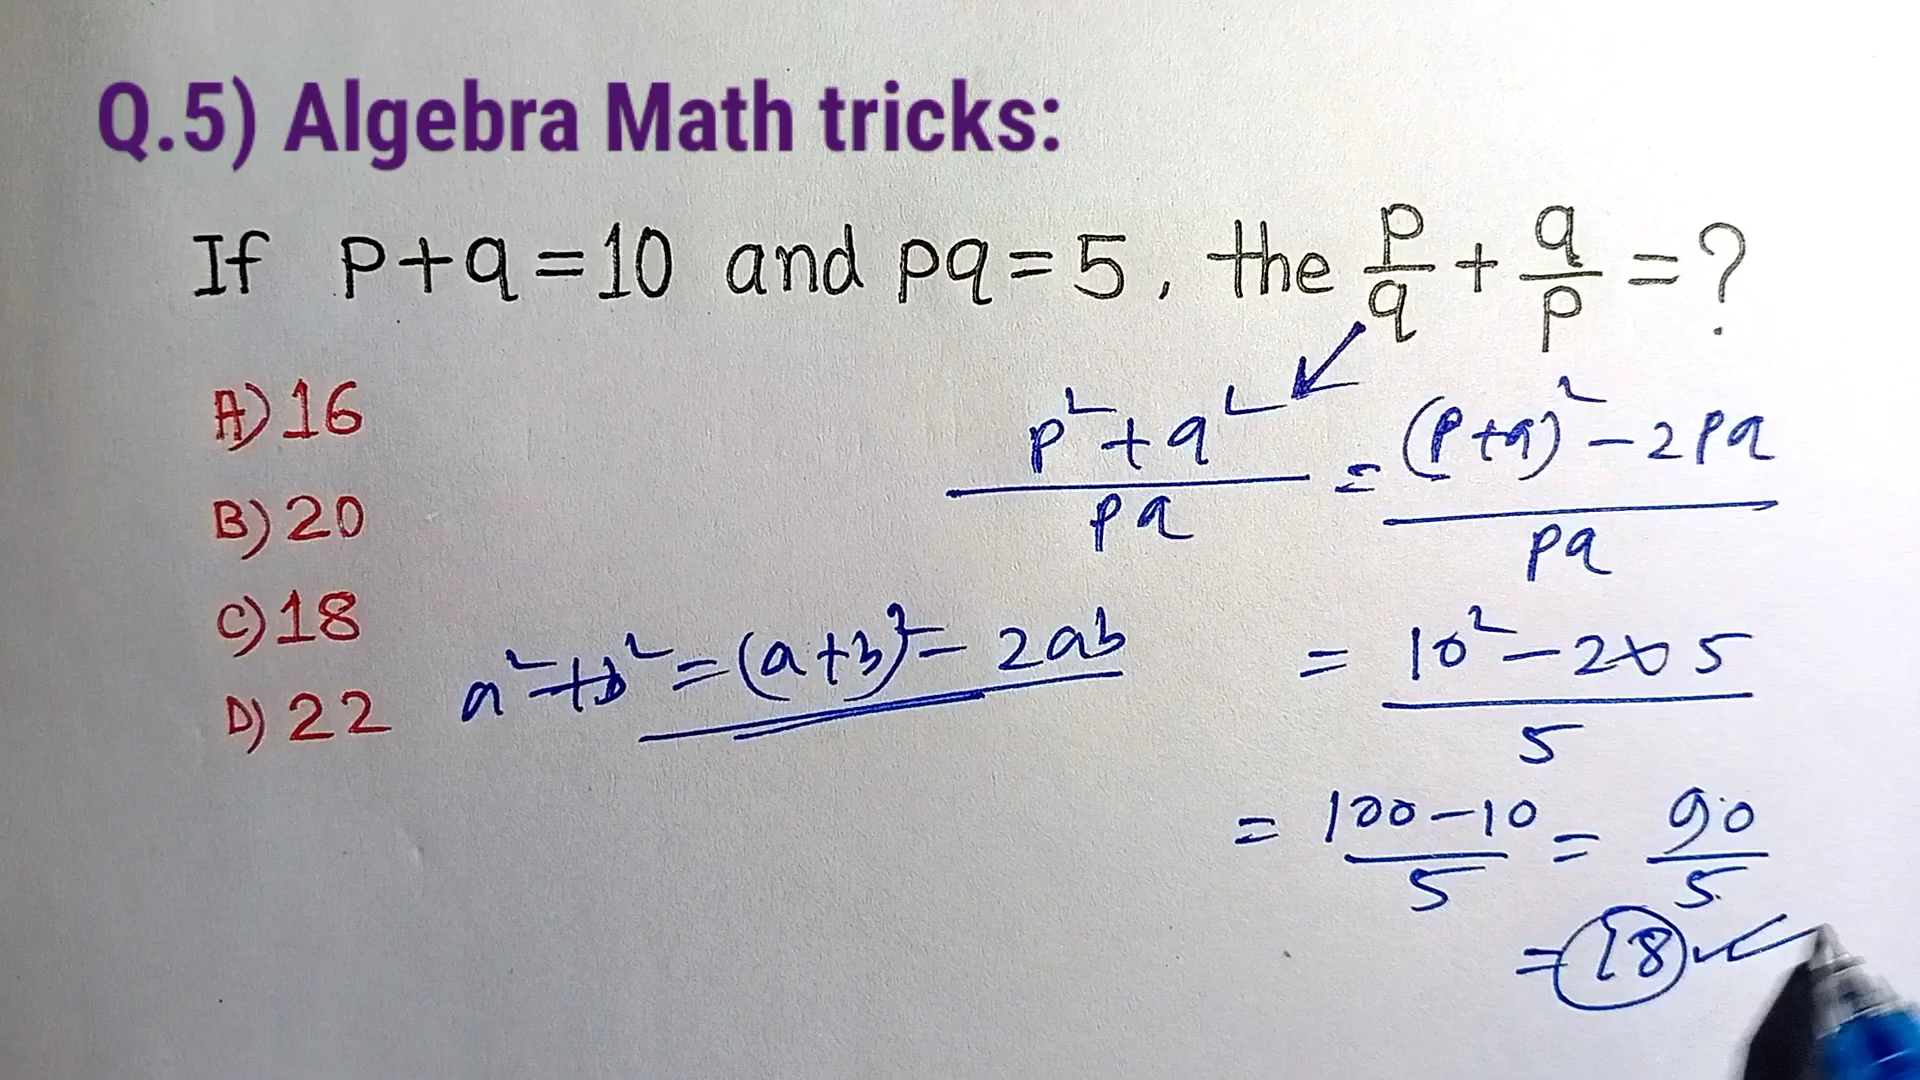 Q.5) Algebra Math tricks:
If p+q=10 and pq=5, the p/q + q/p =?
A) 16
B) 20
C) 18
D) 22
p²+q²/pq = (p+q)²-2pq/pq
a²+b²=(a+b)²-2ab
= 10²-2×5/5
= 100-10/5 = 90/5
= 18